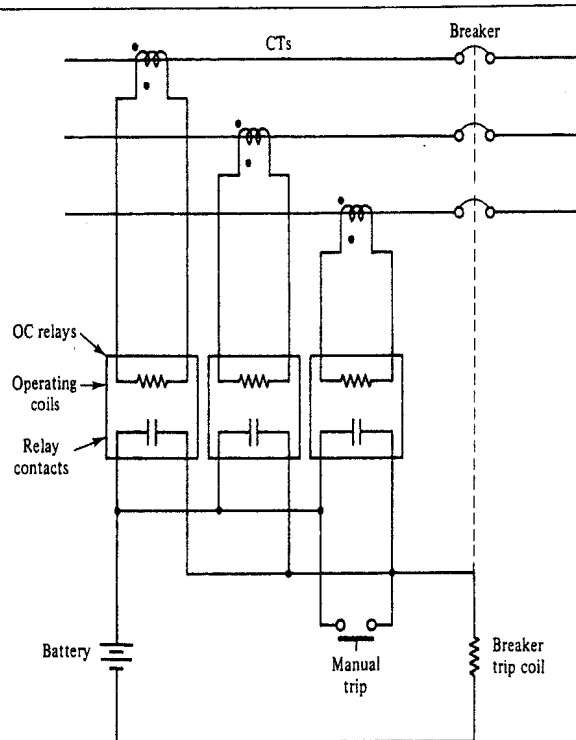 Breaker
CTs
OC relays
Operating
coils
Relay
contacts
Battery
Manual
trip
Breaker
trip coil